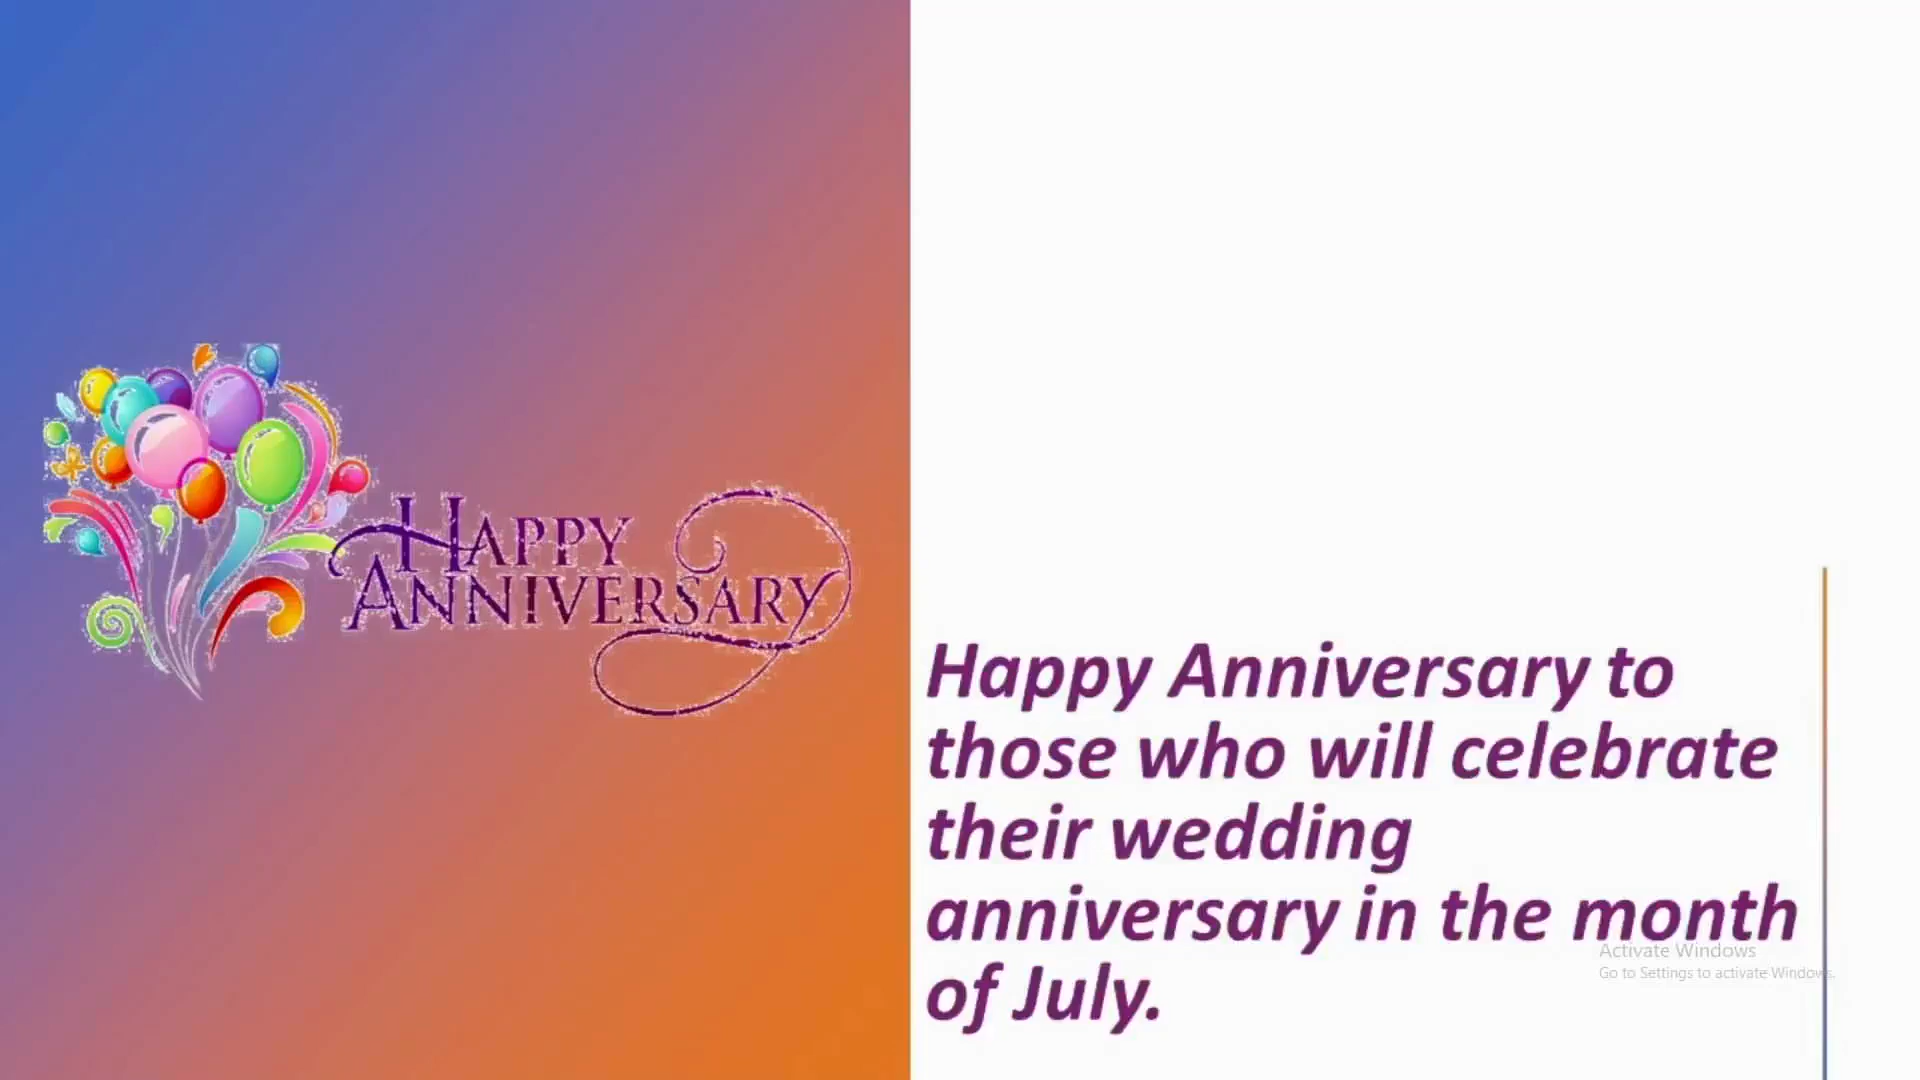 HAPPY
ANNIVERSARY
Happy Anniversary to
those who will celebrate
their wedding
anniversary in the month
of July.
Activate Windows
Go to Settings to activate Windows.